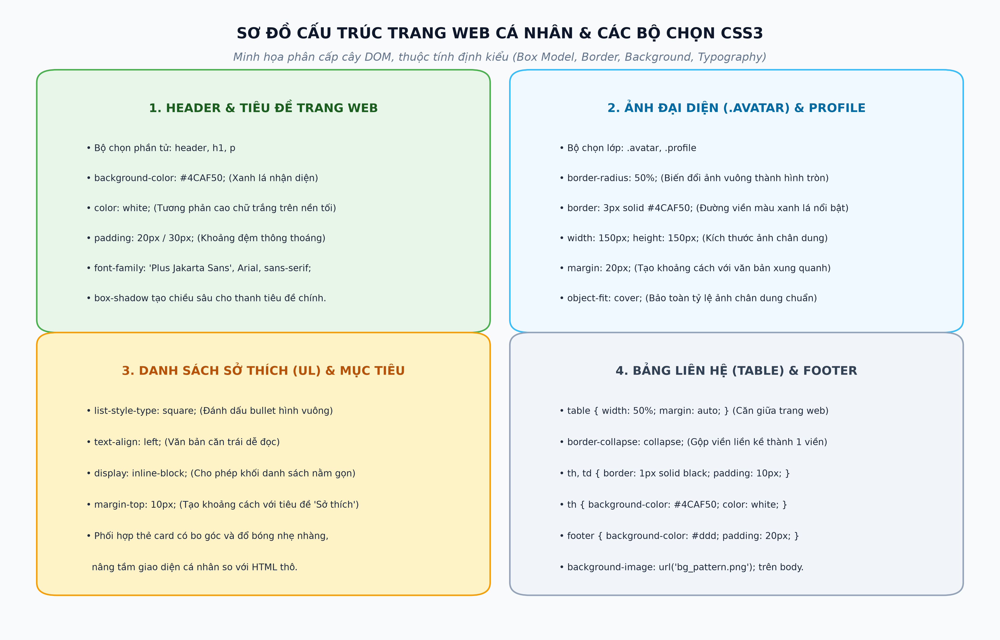 SƠ ĐỒ CẤU TRÚC TRANG WEB CÁ NHÂN & CÁC BỘ CHỌN CSS3
Minh họa phân cấp cây DOM, thuộc tính định kiểu (Box Model, Border, Background, Typography)
1. HEADER & TIÊU ĐỀ TRANG WEB
• Bộ chọn phần tử: header, h1, p
• background-color: #4CAF50; (Xanh lá nhận diện)
• color: white; (Tương phản cao chữ trắng trên nền tối)
• padding: 20px / 30px; (Khoảng đệm thông thoáng)
• font-family: 'Plus Jakarta Sans', Arial, sans-serif;
• box-shadow tạo chiều sâu cho thanh tiêu đề chính.
2. ẢNH ĐẠI DIỆN (.AVATAR) & PROFILE
• Bộ chọn lớp: .avatar, .profile
• border-radius: 50%; (Biến đổi ảnh vuông thành hình tròn)
• border: 3px solid #4CAF50; (Đường viền màu xanh lá nổi bật)
• width: 150px; height: 150px; (Kích thước ảnh chân dung)
• margin: 20px; (Tạo khoảng cách với văn bản xung quanh)
• object-fit: cover; (Bảo toàn tỷ lệ ảnh chân dung chuẩn)
3. DANH SÁCH SỞ THÍCH (UL) & MỤC TIÊU
• list-style-type: square; (Đánh dấu bullet hình vuông)
• text-align: left; (Văn bản căn trái dễ đọc)
• display: inline-block; (Cho phép khối danh sách nằm gọn)
• margin-top: 10px; (Tạo khoảng cách với tiêu đề 'Sở thích')
• Phối hợp thẻ card có bo góc và đổ bóng nhẹ nhàng,
nâng tầm giao diện cá nhân so với HTML thô.
4. BẢNG LIÊN HỆ (TABLE) & FOOTER
• table { width: 50%; margin: auto; } (Căn giữa trang web)
• border-collapse: collapse; (Gộp viền liền kề thành 1 viền)
• th, td { border: 1px solid black; padding: 10px; }
• th { background-color: #4CAF50; color: white; }
• footer { background-color: #ddd; padding: 20px; }
• background-image: url('bg_pattern.png'); trên body.